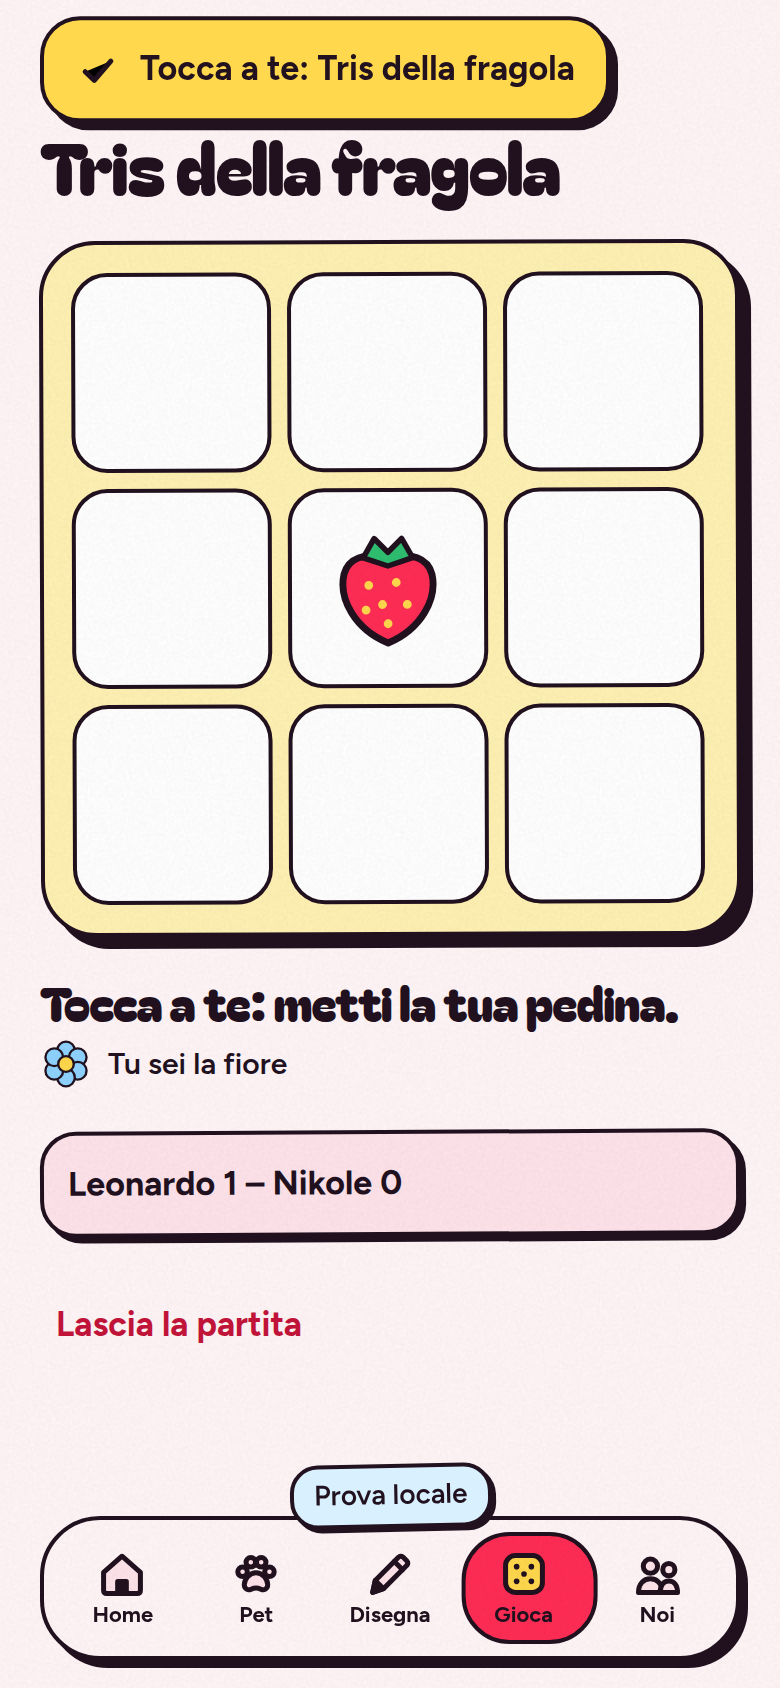 Tocca a te: Tris della fragola
Tris della fragola
Tocca a te: metti la tua pedina.
Tu sei la fiore
Leonardo 1 – Nikole 0
Lascia la partita
Prova locale
Home
Pet
Disegna
Gioca
Noi